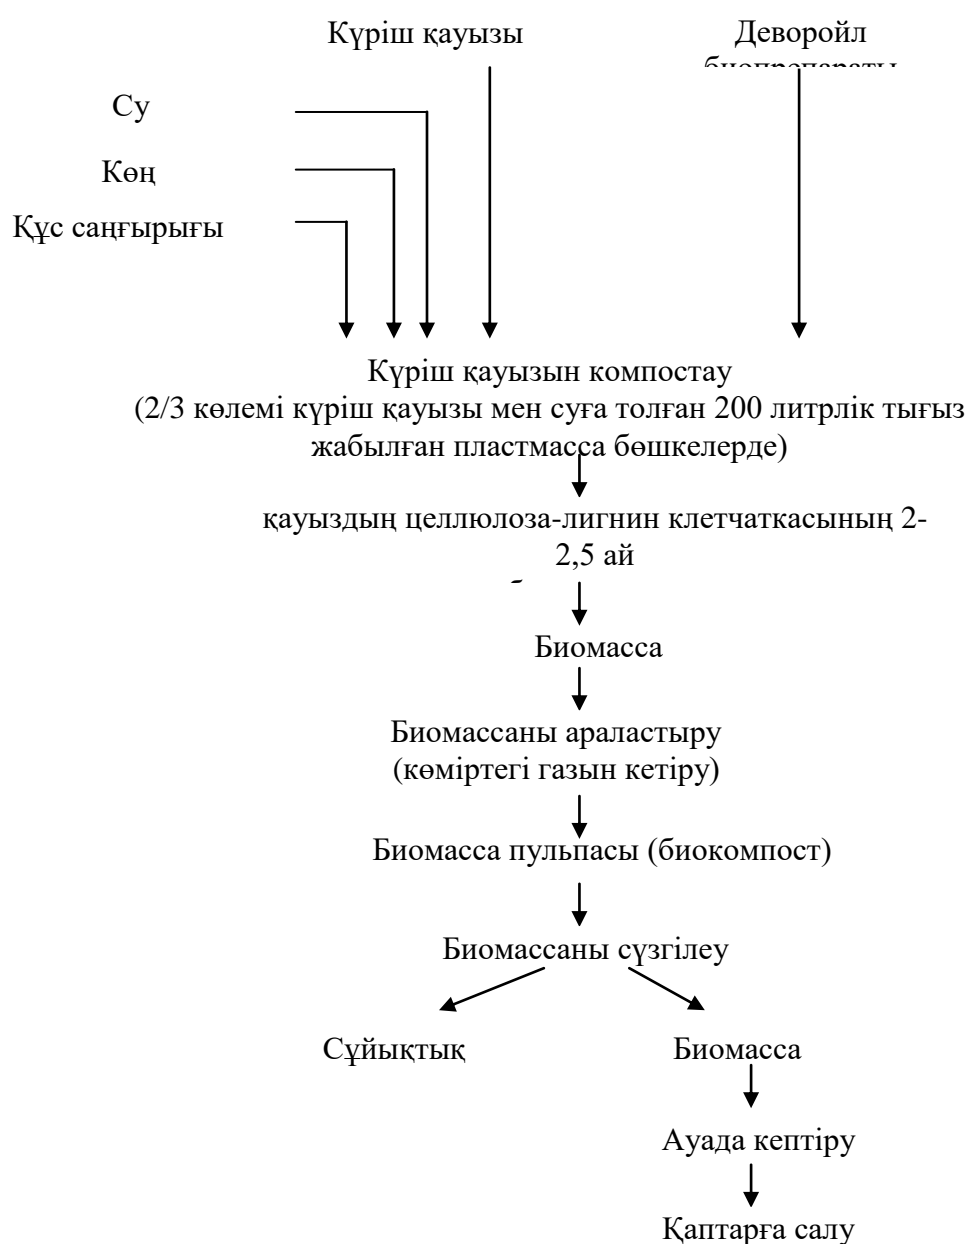 Күріш қауызы
Деворойл
биопрепараты
Су
Көң
Құс саңғырығы
Күріш қауызын компостау
(2/3 көлемі күріш қауызы мен суға толған 200 литрлік тығыз
жабылған пластмасса бөшкелерде)
қауыздың целлюлоза-лигнин клетчаткасының 2-
2,5 ай
Биомасса
Биомассаны араластыру
(көміртегі газын кетіру)
Биомасса пульпасы (биокомпост)
Биомассаны сүзгілеу
Сұйықтық
Биомасса
Ауада кептіру
Қаптарға салу